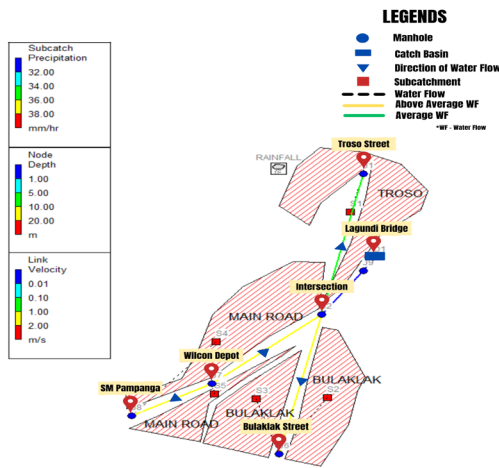 LEGENDS
Manhole
Catch Basin
Direction of Water Flow
Subcatchment
Water Flow
Above Average WF
Average WF
*WF - Water Flow
Subcatch
Precipitation
32.00
34.00
36.00
38.00
mm/hr
Node
Depth
1.00
5.00
10.00
20.00
m
Link
Velocity
0.01
0.10
1.00
2.00
m/s
RAINFALL
Troso Street
TROSO
S1
Lagundi Bridge
Intersection
MAIN ROAD
S4
Wilcon Depot
SM Pampanga
S3
S2
BULAKLAK
BULAKLAK
MAIN ROAD
Bulaklak Street